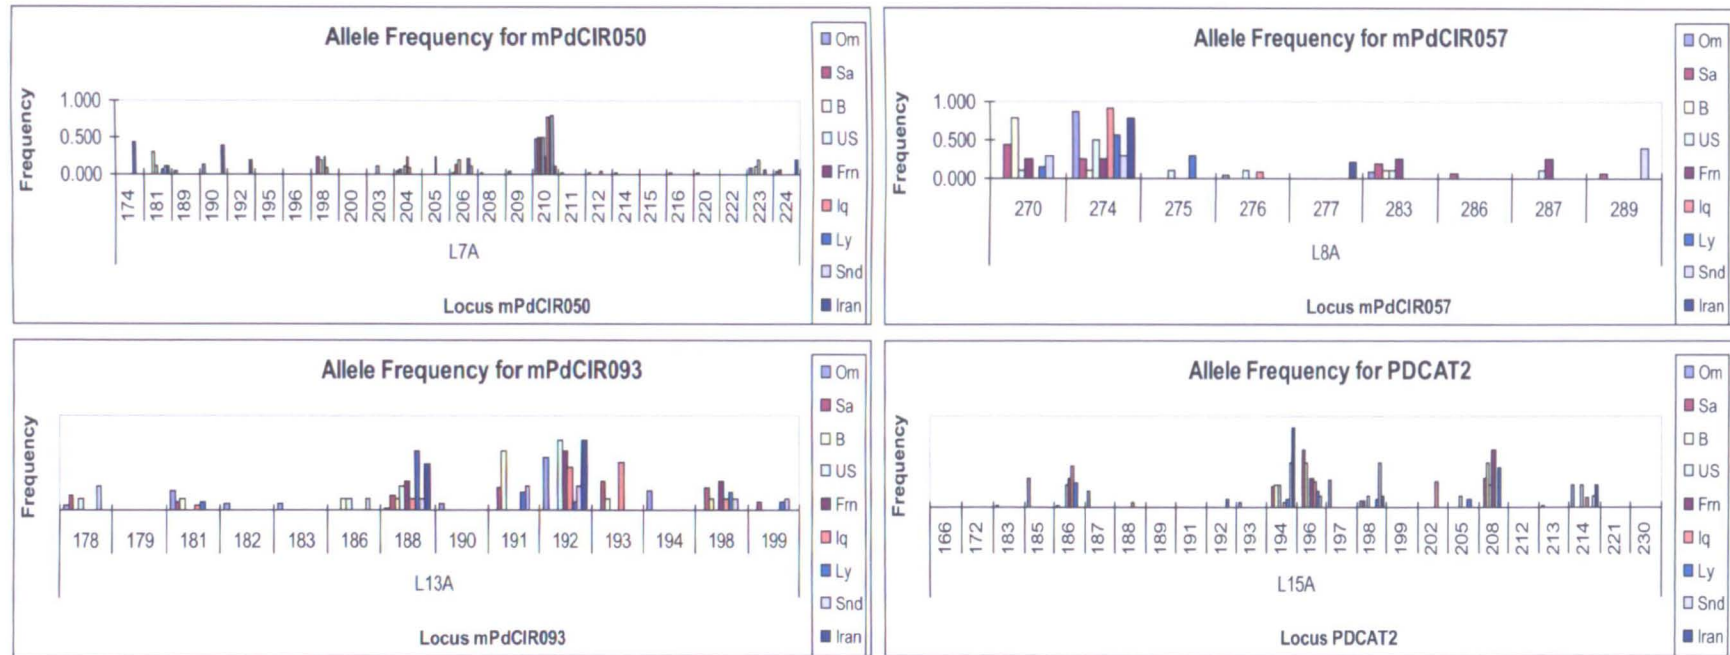 Allele Frequency for mPdCIR050
Frequency
1.000
0.500
0.000
174 181 189 190 192 195 196 198 200 203 204 205 206 208 209 210 211 212 214 215 216 220 222 223 224
L7A
Locus mPdCIR050
Om
Sa
B
US
Frn
Iq
Ly
Snd
Iran
Allele Frequency for mPdCIR057
Frequency
1.000
0.500
0.000
270 274 275 276 277 283 286 287 289
L8A
Locus mPdCIR057
Om
Sa
B
US
Frn
Iq
Ly
Snd
Iran
Allele Frequency for mPdCIR093
Frequency
178 179 181 182 183 186 188 190 191 192 193 194 198 199
L13A
Locus mPdCIR093
Om
Sa
B
US
Frn
Iq
Ly
Snd
Iran
Allele Frequency for PDCAT2
Frequency
166 172 183 185 186 187 188 189 191 192 193 194 196 197 198 199 202 205 208 212 213 214 221 230
L15A
Locus PDCAT2
Om
Sa
B
US
Frn
Iq
Ly
Snd
Iran